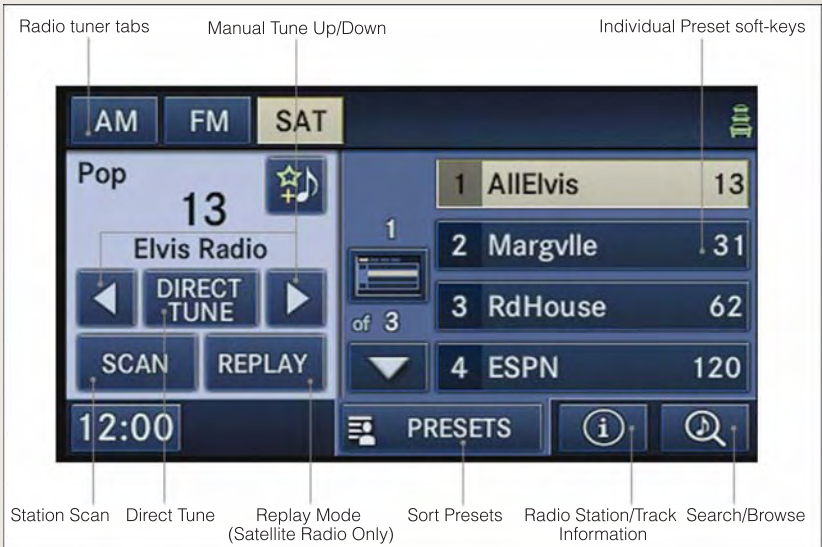 Radio tuner tabs
Manual Tune Up/Down
Individual Preset soft-keys
AM
FM
SAT
Pop
13
Elvis Radio
DIRECT
TUNE
SCAN
REPLAY
12:00
1
of 3
1 AllElvis 13
2 Margvlle 31
3 RdHouse 62
4 ESPN 120
PRESETS
i
Station Scan
Direct Tune
Replay Mode
(Satellite Radio Only)
Sort Presets
Radio Station/Track
Information
Search/Browse